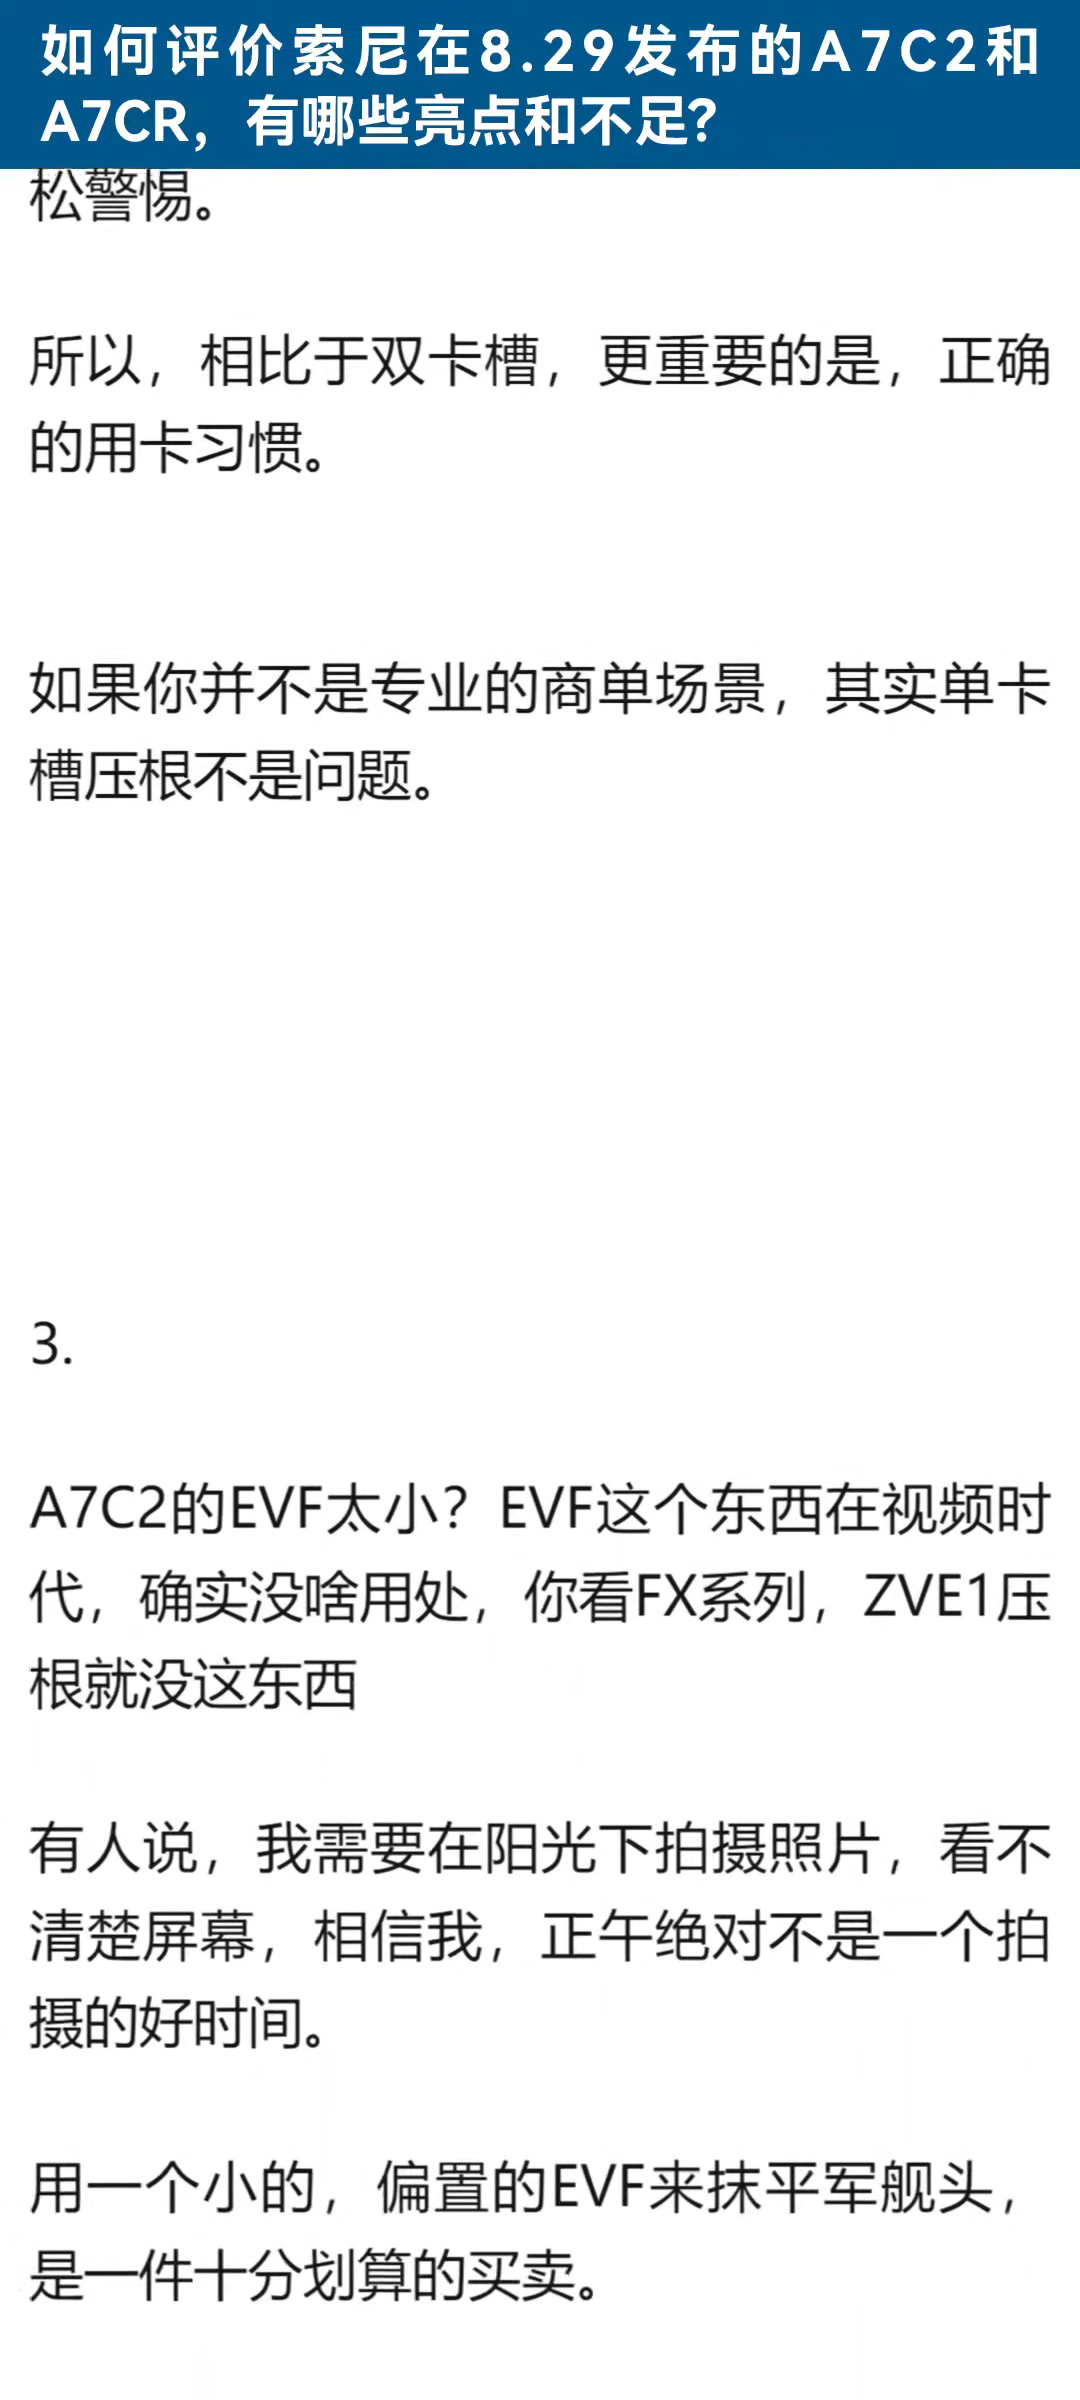 如何评价索尼在8.29发布的A7C2和
A7CR，有哪些亮点和不足？
松警惕。
所以，相比于双卡槽，更重要的是，正确
的用卡习惯。
如果你并不是专业的商单场景，其实单卡
槽压根不是问题。
3.
A7C2的EVF太小？EVF这个东西在视频时
代，确实没啥用处，你看FX系列，ZVE1压
根就没这东西
有人说，我需要在阳光下拍摄照片，看不
清楚屏幕，相信我，正午绝对不是一个拍
摄的好时间。
用一个小的，偏置的EVF来抹平军舰头，
是一件十分划算的买卖。